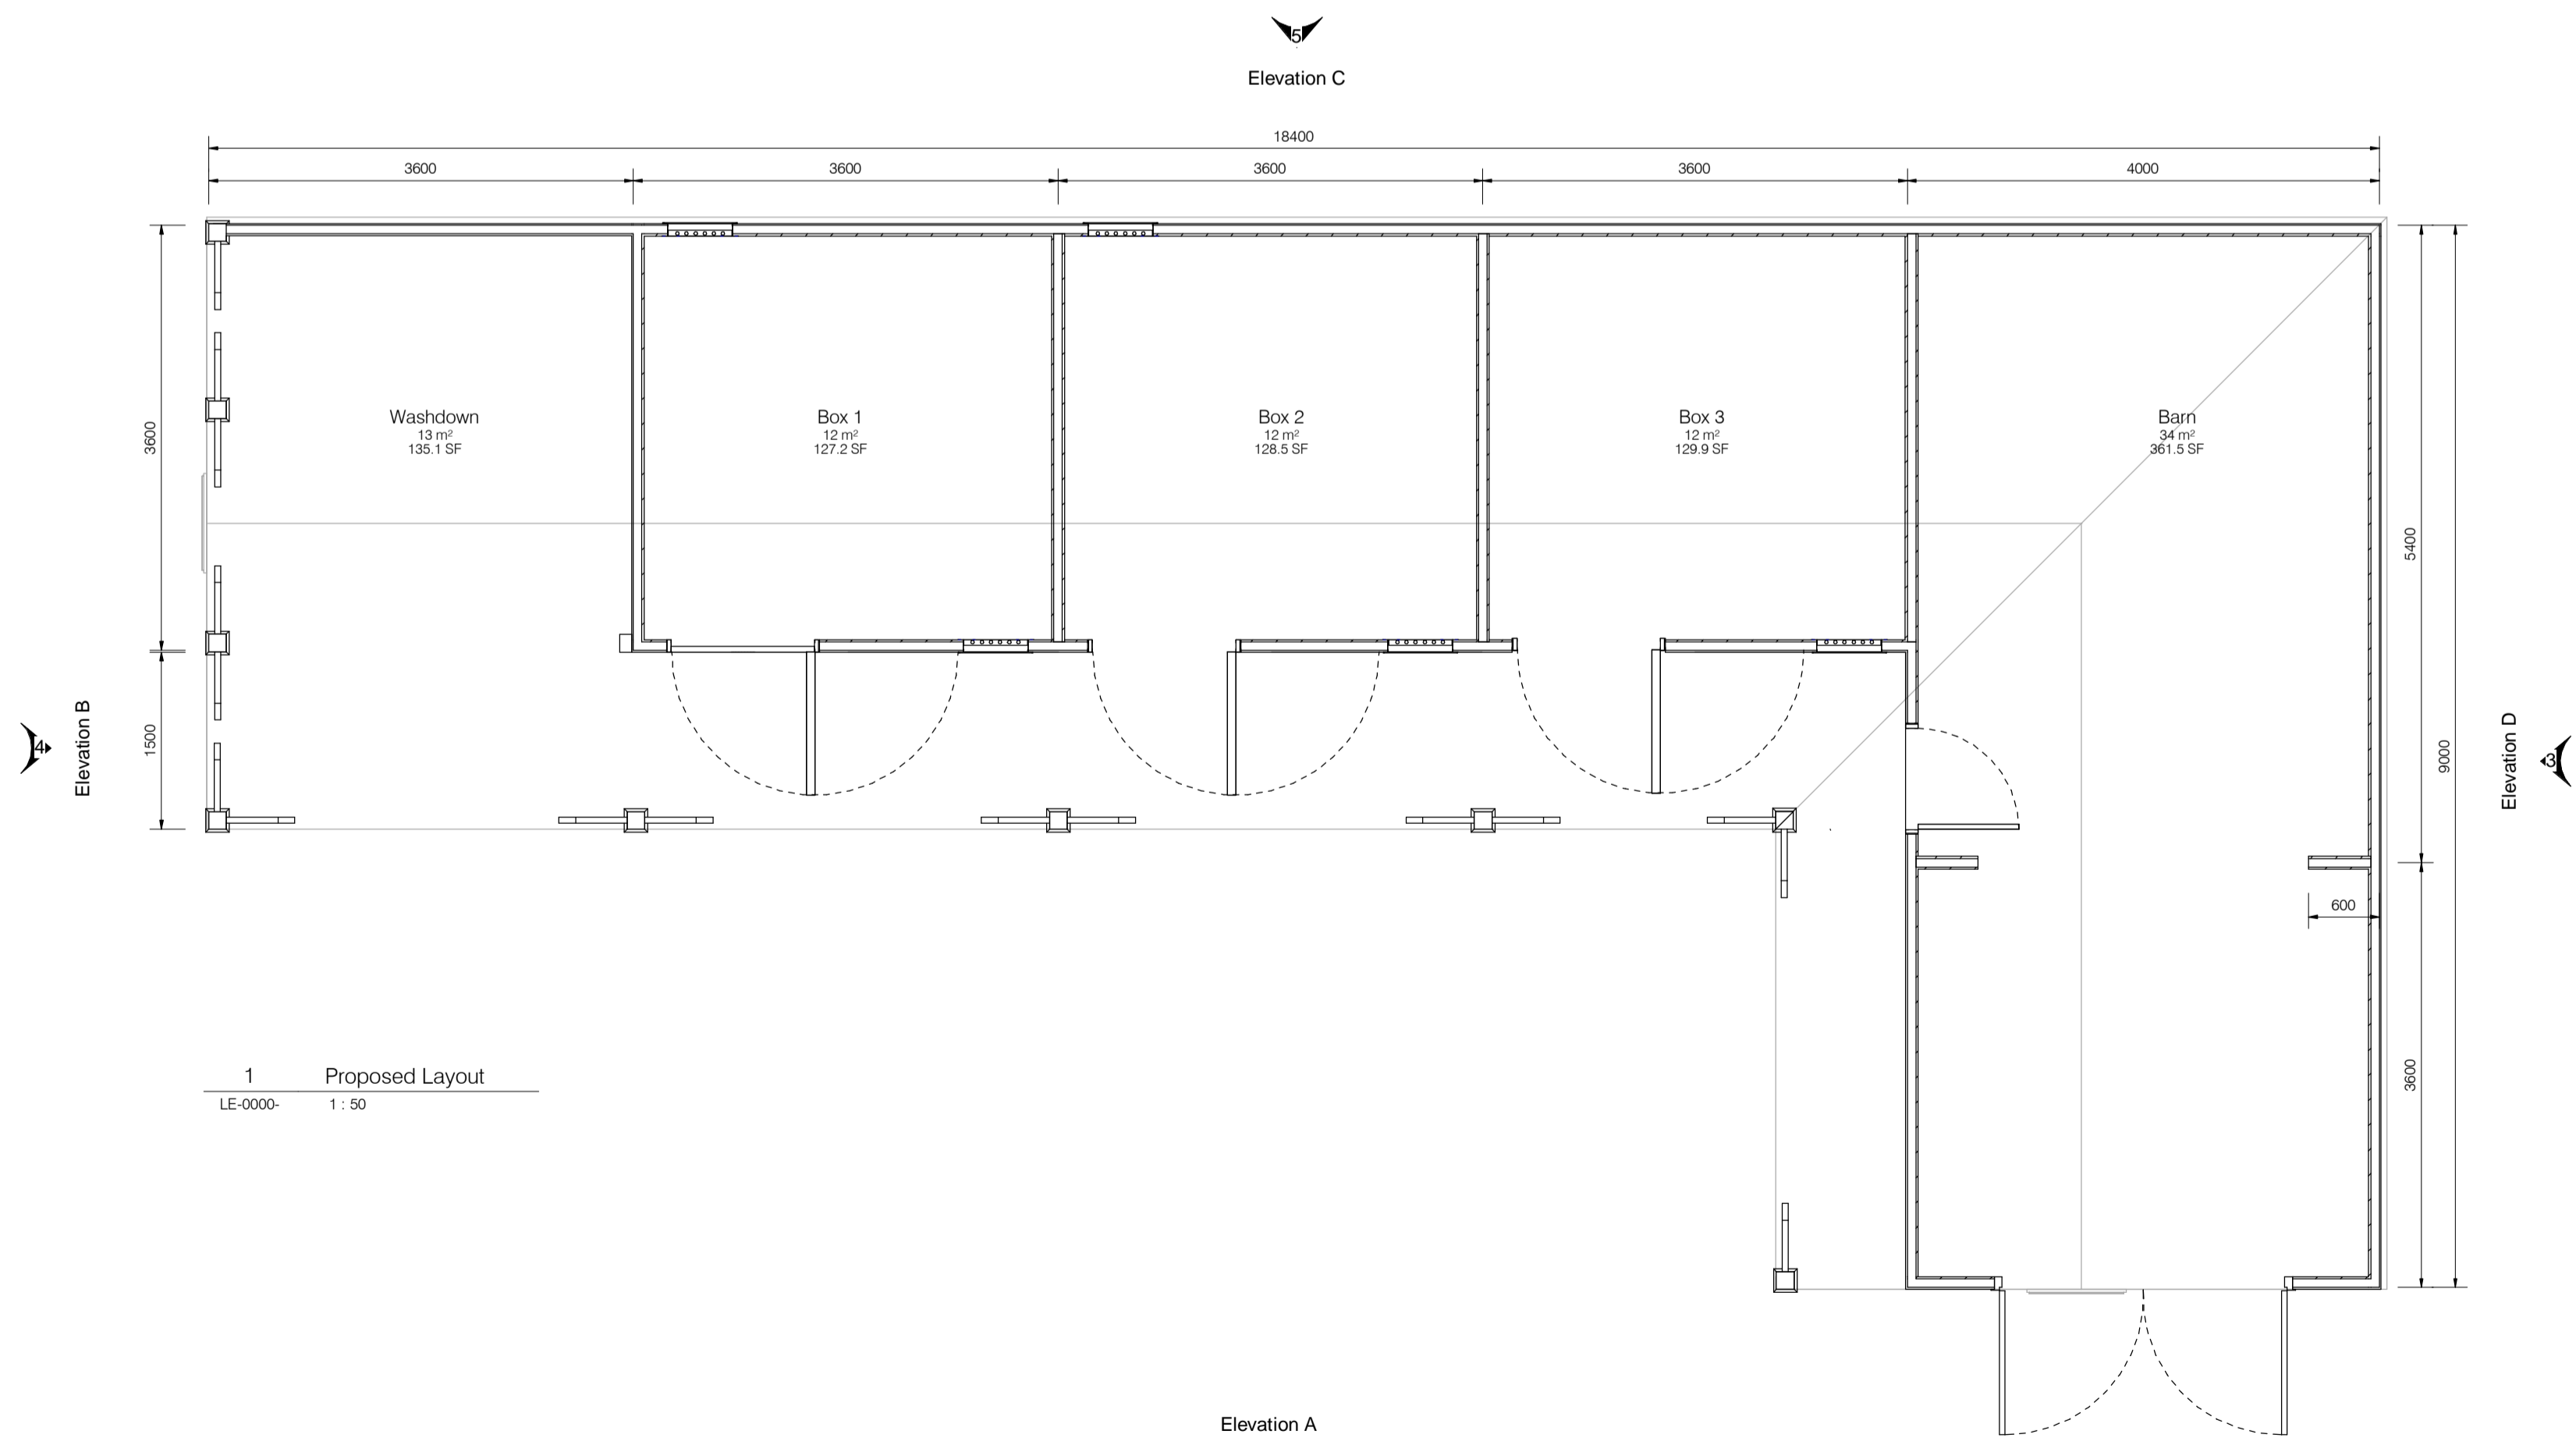 5
Elevation C
18400
3600
3600
3600
3600
4000
Washdown
13 m²
135.1 SF
Box 1
12 m²
127.2 SF
Box 2
12 m²
128.5 SF
Box 3
12 m²
129.9 SF
Barn
34 m²
361.5 SF
3600
1500
Elevation B
4
5400
9000
3600
600
Elevation D
3
1 Proposed Layout
LE-0000- 1 : 50
Elevation A